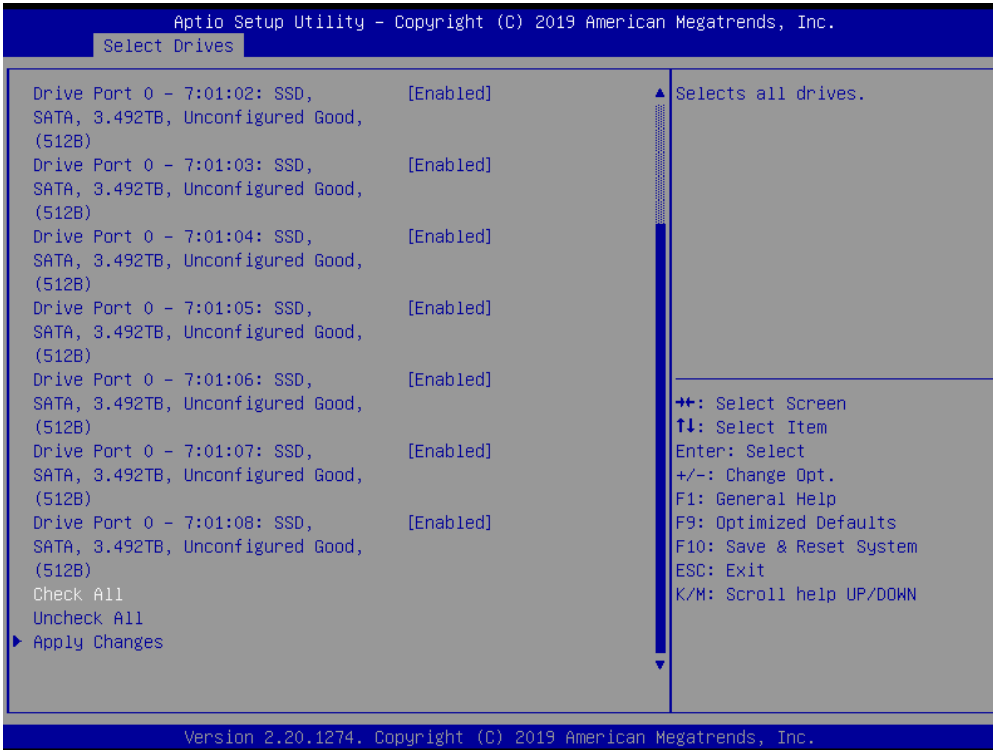 Aptio Setup Utility – Copyright (C) 2019 American Megatrends, Inc.
Select Drives
Drive Port 0 – 7:01:02: SSD, [Enabled]
SATA, 3.492TB, Unconfigured Good,
(512B)
Drive Port 0 – 7:01:03: SSD, [Enabled]
SATA, 3.492TB, Unconfigured Good,
(512B)
Drive Port 0 – 7:01:04: SSD, [Enabled]
SATA, 3.492TB, Unconfigured Good,
(512B)
Drive Port 0 – 7:01:05: SSD, [Enabled]
SATA, 3.492TB, Unconfigured Good,
(512B)
Drive Port 0 – 7:01:06: SSD, [Enabled]
SATA, 3.492TB, Unconfigured Good,
(512B)
Drive Port 0 – 7:01:07: SSD, [Enabled]
SATA, 3.492TB, Unconfigured Good,
(512B)
Drive Port 0 – 7:01:08: SSD, [Enabled]
SATA, 3.492TB, Unconfigured Good,
(512B)
Check All
Uncheck All
Apply Changes
Selects all drives.
→←: Select Screen
↑↓: Select Item
Enter: Select
+/-: Change Opt.
F1: General Help
F9: Optimized Defaults
F10: Save & Reset System
ESC: Exit
K/M: Scroll help UP/DOWN
Version 2.20.1274. Copyright (C) 2019 American Megatrends, Inc.